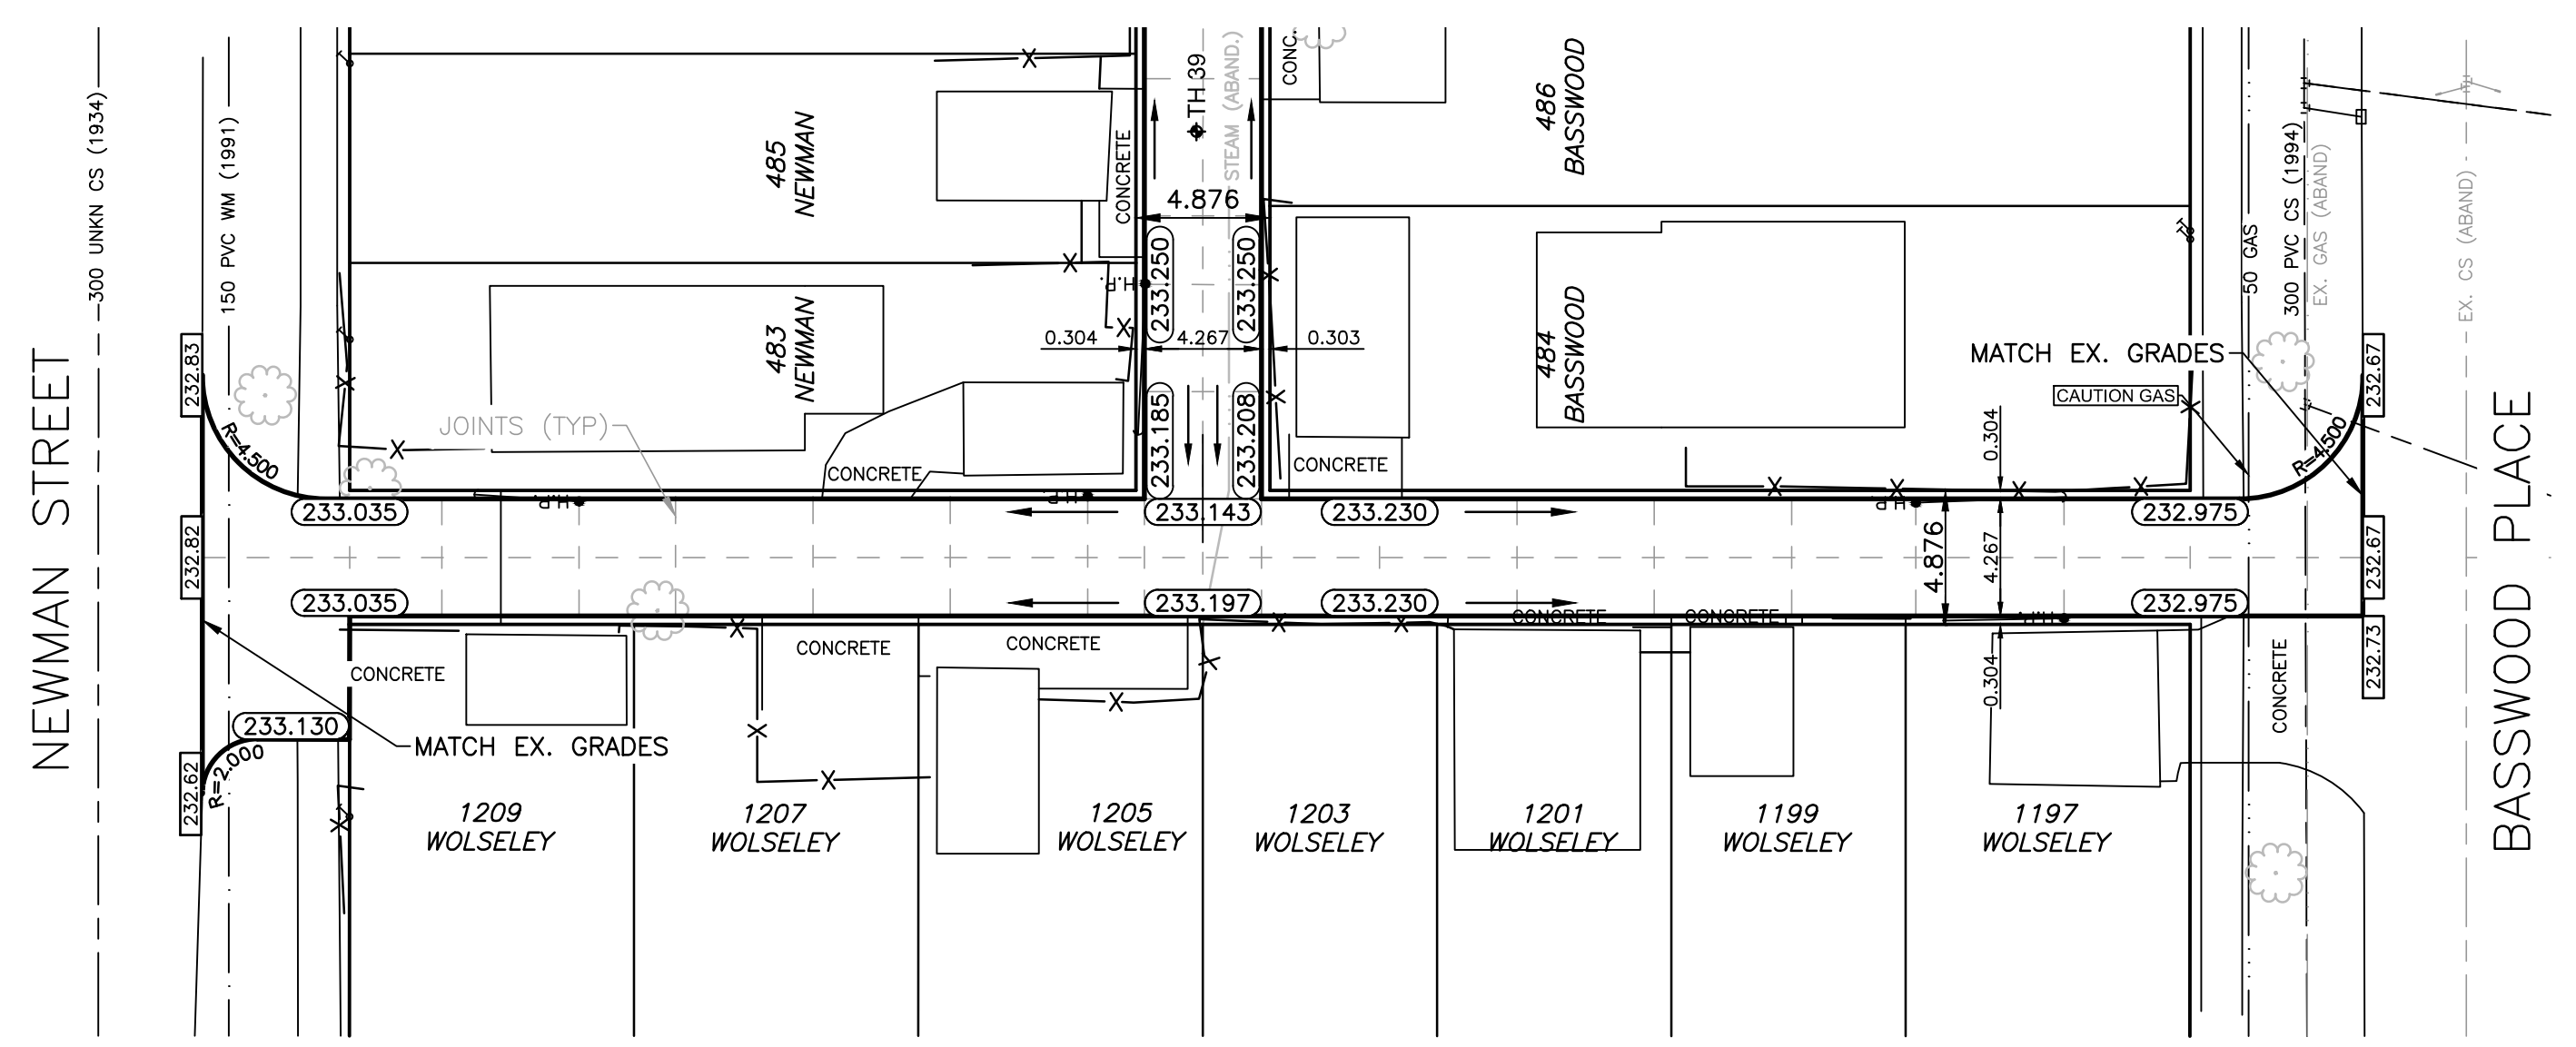 NEWMAN STREET
300 UNKN CS (1934)
150 PVC WM (1991)
485
NEWMAN
483
NEWMAN
CONCRETE
TH 39
STEAM (ABAND.)
CONC.
486
BASSWOOD
484
BASSWOOD
4.876
H.P.
233.250
233.250
0.304
4.267
0.303
233.185
233.208
50 GAS
300 PVC CS (1994)
EX. GAS (ABAND)
EX. CS (ABAND)
BASSWOOD PLACE
MATCH EX. GRADES
CAUTION GAS
232.83
R=4.500
JOINTS (TYP)
CONCRETE
CONCRETE
0.304
R=4.500
232.67
H.P.
H.P.
H.P.
233.035
233.143
233.230
232.975
232.82
4.876
4.267
232.67
233.035
233.197
233.230
232.975
H.P.
CONCRETE
CONCRETE
CONCRETE
CONCRETE
CONCRETE
0.304
CONCRETE
232.73
233.130
MATCH EX. GRADES
232.62
R=2.000
1209
WOLSELEY
1207
WOLSELEY
1205
WOLSELEY
1203
WOLSELEY
1201
WOLSELEY
1199
WOLSELEY
1197
WOLSELEY